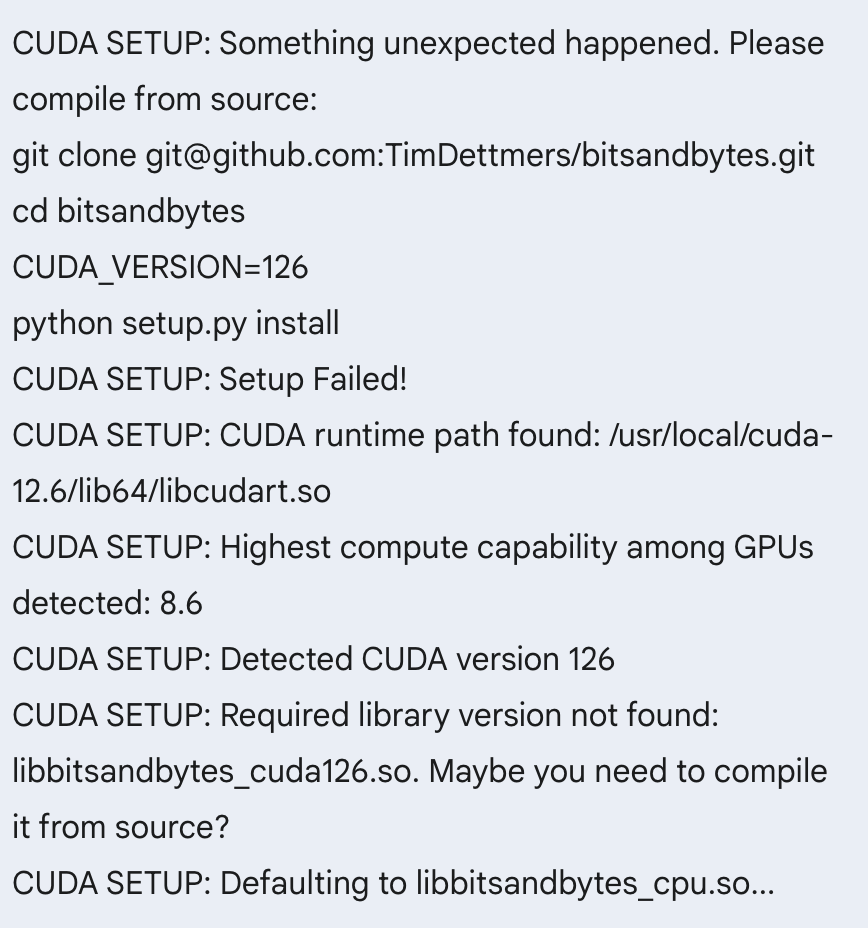 CUDA SETUP: Something unexpected happened. Please
compile from source:
git clone git@github.com:TimDettmers/bitsandbytes.git
cd bitsandbytes
CUDA_VERSION=126
python setup.py install
CUDA SETUP: Setup Failed!
CUDA SETUP: CUDA runtime path found: /usr/local/cuda-
12.6/lib64/libcudart.so
CUDA SETUP: Highest compute capability among GPUs
detected: 8.6
CUDA SETUP: Detected CUDA version 126
CUDA SETUP: Required library version not found:
libbitsandbytes_cuda126.so. Maybe you need to compile
it from source?
CUDA SETUP: Defaulting to libbitsandbytes_cpu.so...